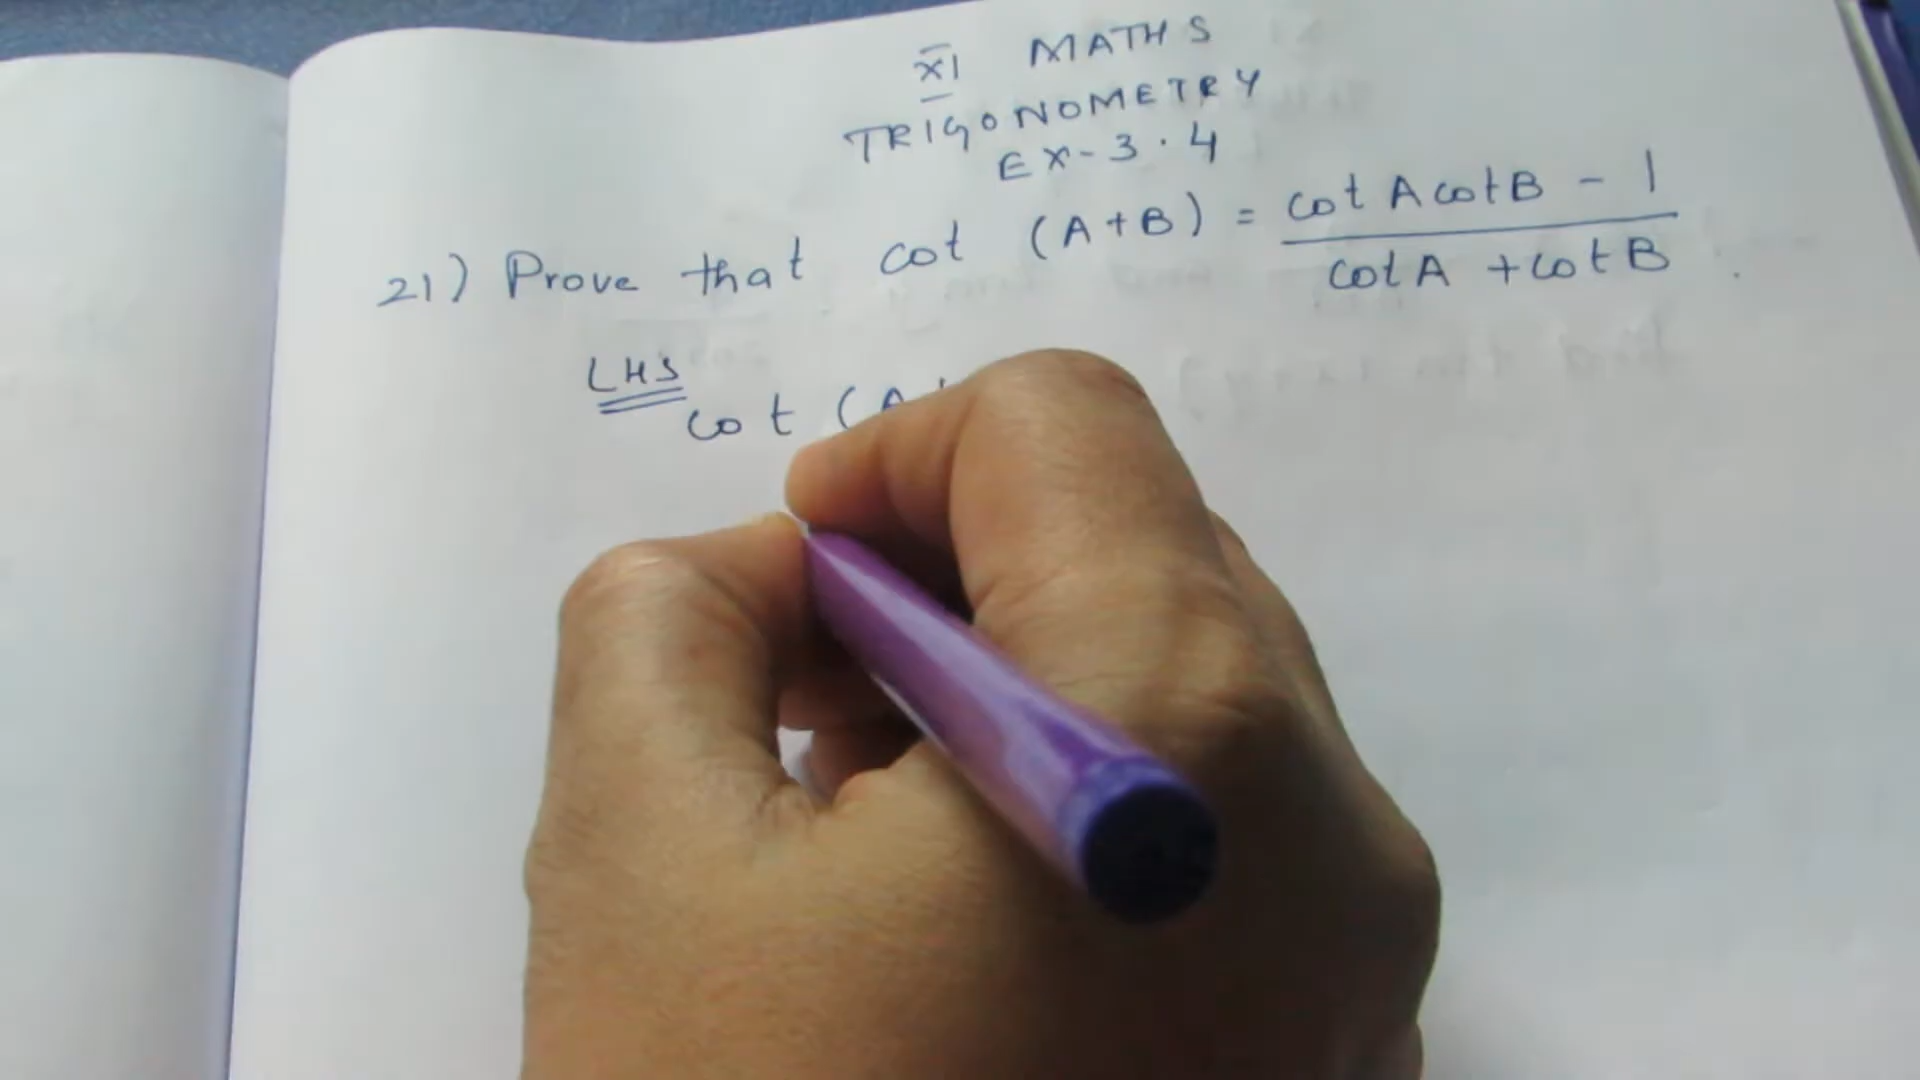 XI MATHS
TRIGONOMETRY
EX-3.4
21) Prove that cot (A+B) = cot A cot B - 1
cot A + cot B .
LHS
cot (A+